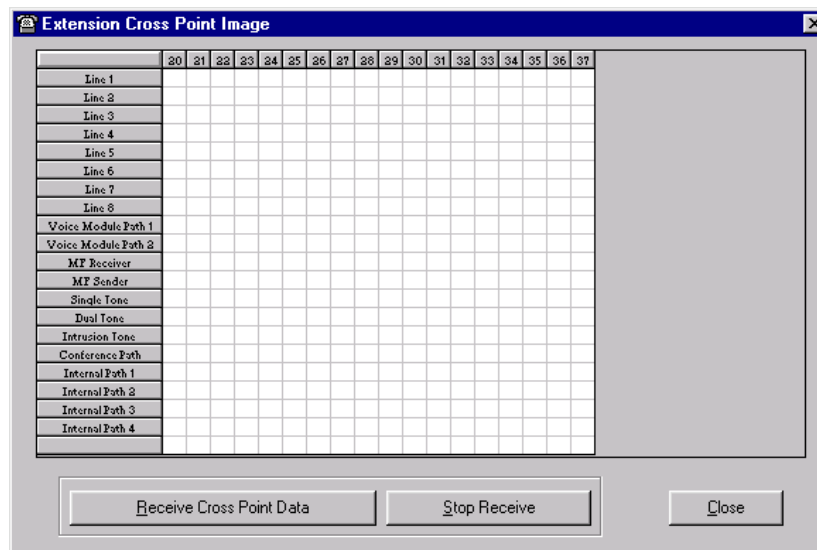 Extension Cross Point Image
20 21 22 23 24 25 26 27 28 29 30 31 32 33 34 35 36 37
Line 1
Line 2
Line 3
Line 4
Line 5
Line 6
Line 7
Line 8
Voice Module Path 1
Voice Module Path 2
MF Receiver
MF Sender
Single Tone
Dual Tone
Intrusion Tone
Conference Path
Internal Path 1
Internal Path 2
Internal Path 3
Internal Path 4
Receive Cross Point Data Stop Receive Close